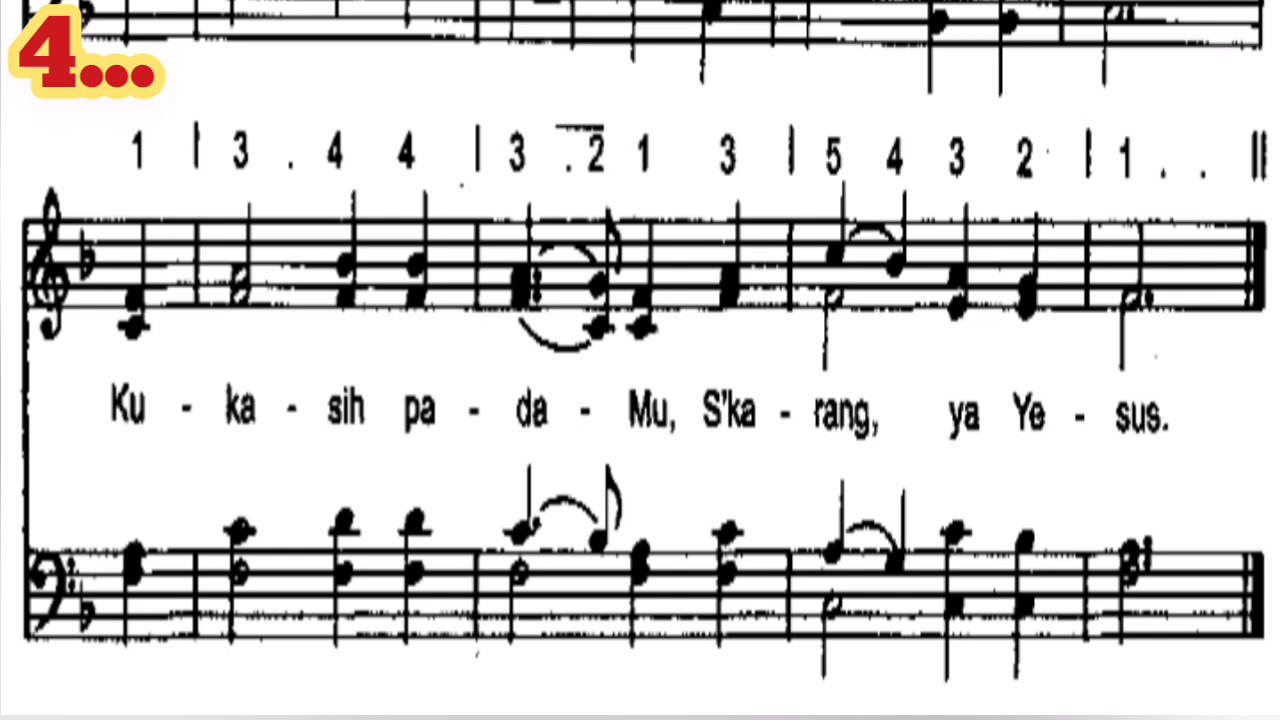 4...
1 | 3 . 4 4 | 3 . 2 1 3 | 5 4 3 2 | 1 . . ||
Ku - ka - sih pa - da - Mu, S'ka - rang, ya Ye - sus.